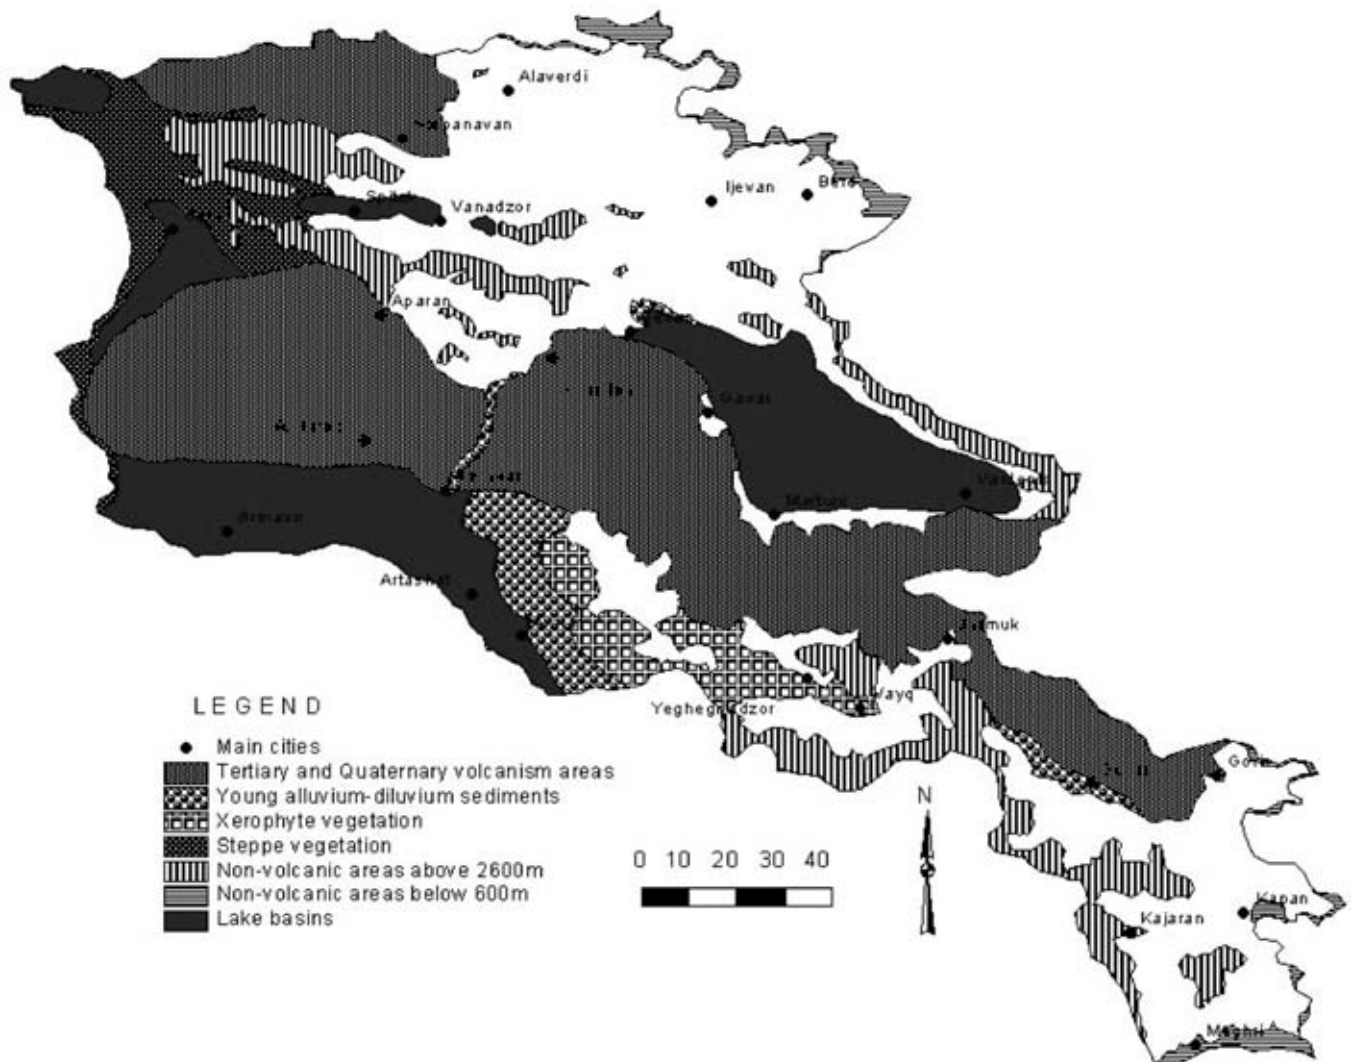 Alaverdi
Ijevan
Berd
Vanadzor
Aparan
Gavar
Martuni
Vardenis
Armavir
Artashat
Jermuk
Vayq
Yeghegnadzor
Goris
Kapan
Kajaran
Meghri
LEGEND
Main cities
Tertiary and Quaternary volcanism areas
Young alluvium-diluvium sediments
Xerophyte vegetation
Steppe vegetation
Non-volcanic areas above 2600m
Non-volcanic areas below 600m
Lake basins
N
0 10 20 30 40